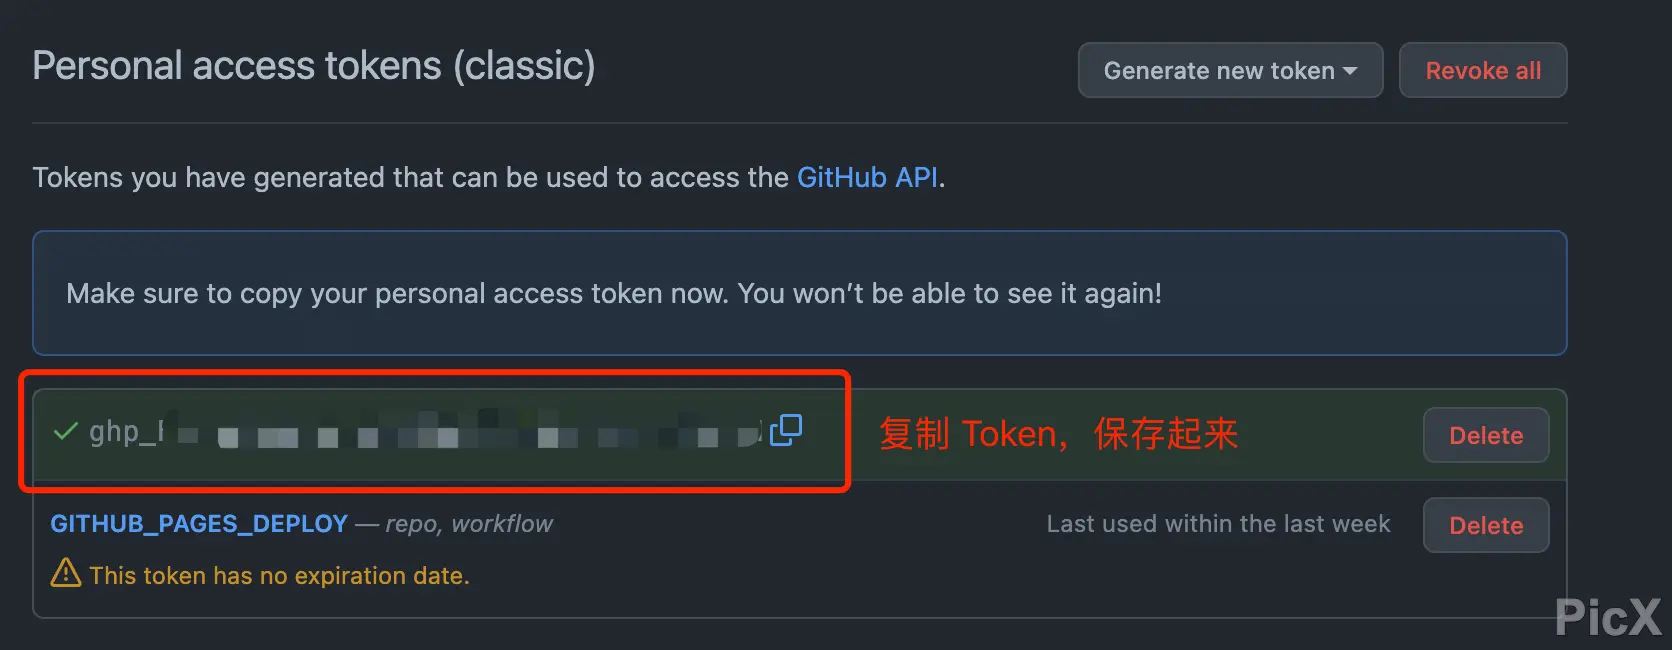 Personal access tokens (classic)
Generate new token
Revoke all
Tokens you have generated that can be used to access the GitHub API.
Make sure to copy your personal access token now. You won’t be able to see it again!
ghp_
复制 Token，保存起来
Delete
GITHUB_PAGES_DEPLOY — repo, workflow
Last used within the last week
Delete
This token has no expiration date.
PicX